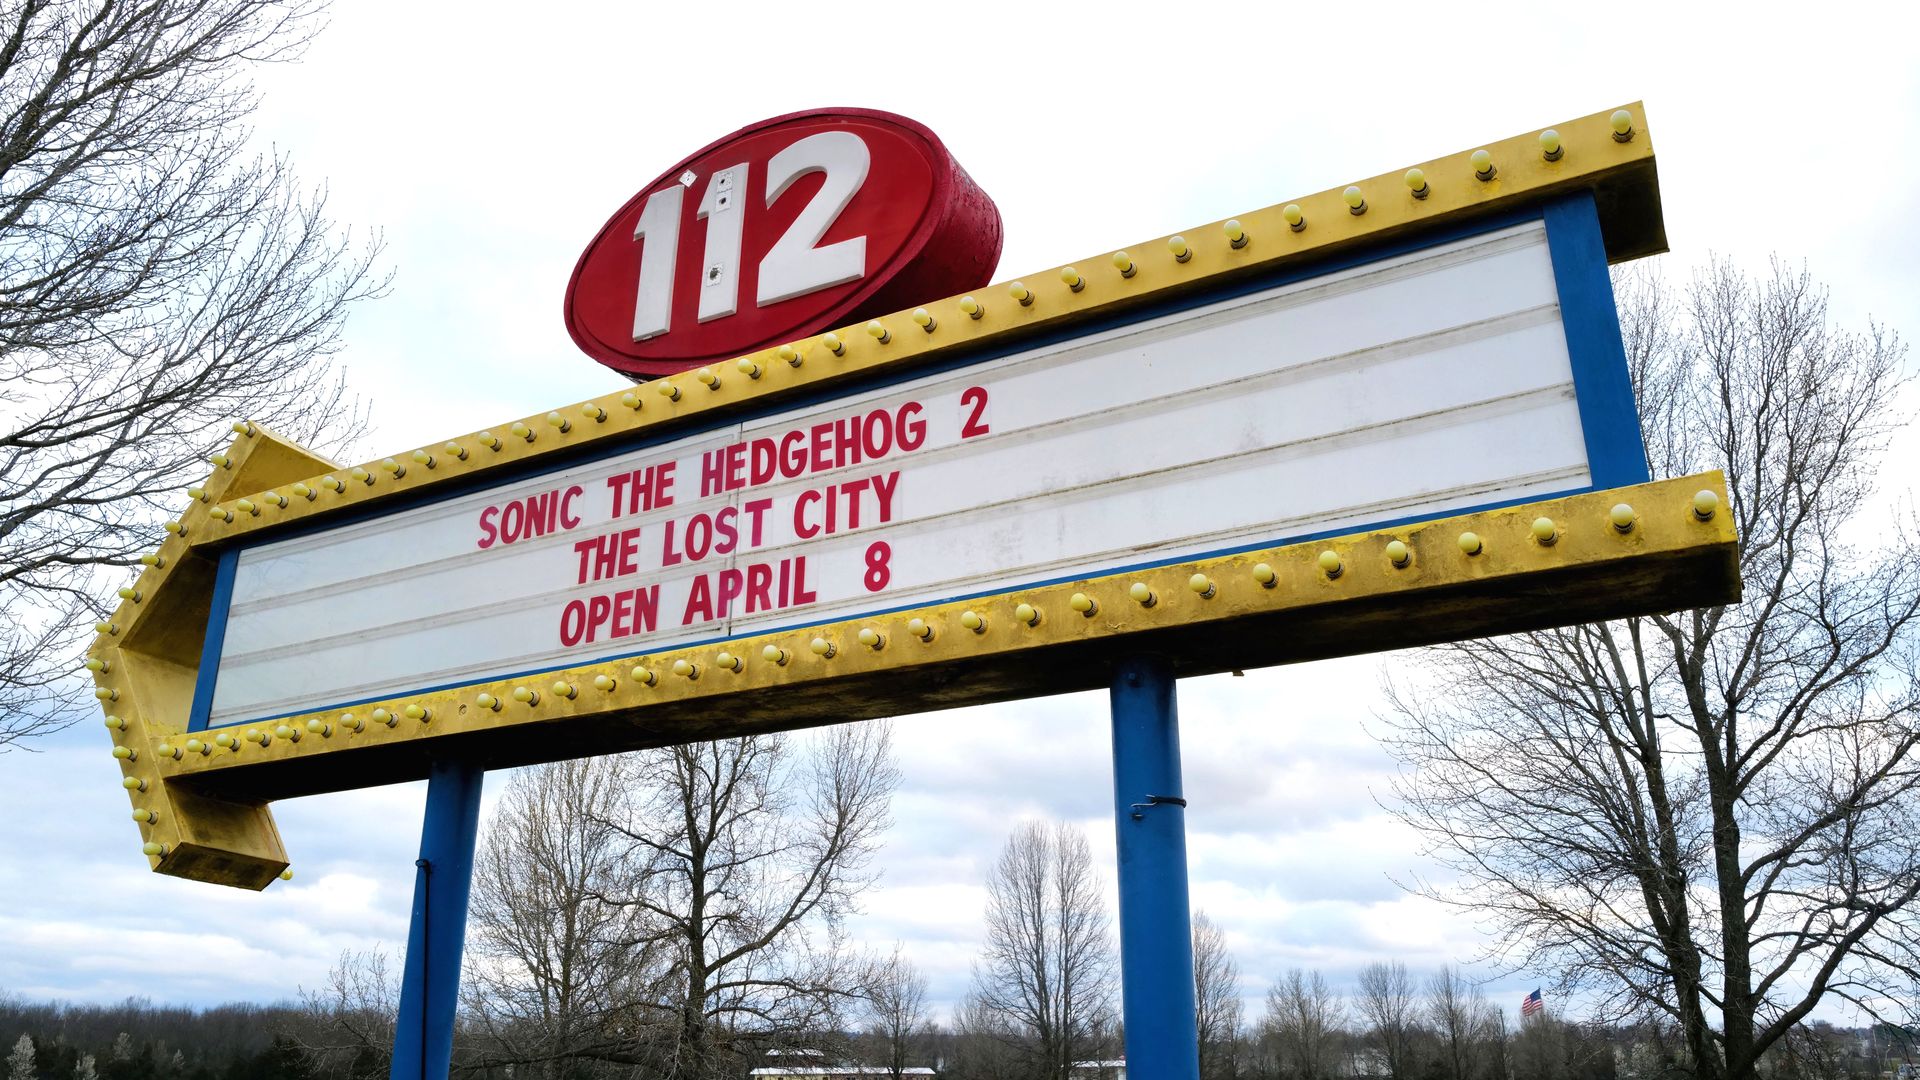 112
SONIC THE HEDGEHOG 2
THE LOST CITY
OPEN APRIL 8